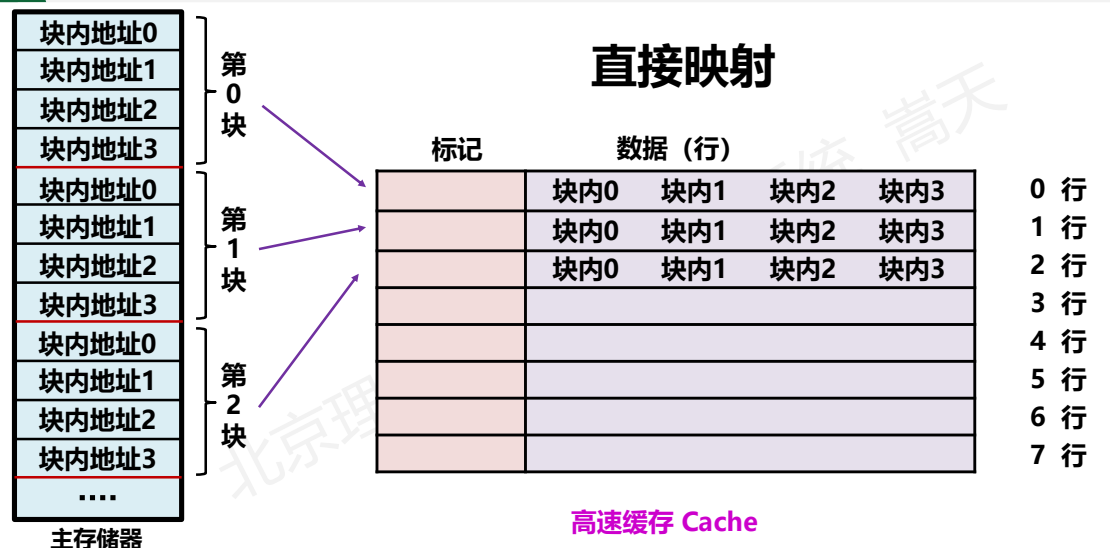 直接映射
块内地址0
块内地址1
块内地址2
块内地址3
第0块
块内地址0
块内地址1
块内地址2
块内地址3
第1块
块内地址0
块内地址1
块内地址2
块内地址3
第2块
....
主存储器
标记 数据（行）
块内0 块内1 块内2 块内3 0 行
块内0 块内1 块内2 块内3 1 行
块内0 块内1 块内2 块内3 2 行
3 行
4 行
5 行
6 行
7 行
高速缓存 Cache
北京理
统 嵩天